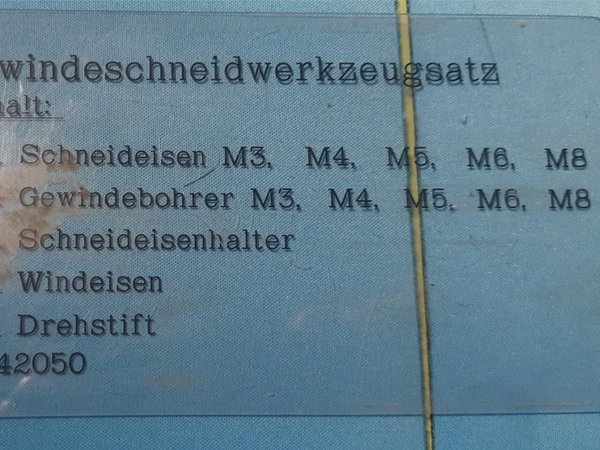 windeschneidwerkzeugsatz
halt:
Schneideisen M3, M4, M5, M6, M8
Gewindebohrer M3, M4, M5, M6, M8
Schneideisenhalter
Windeisen
Drehstift
42050